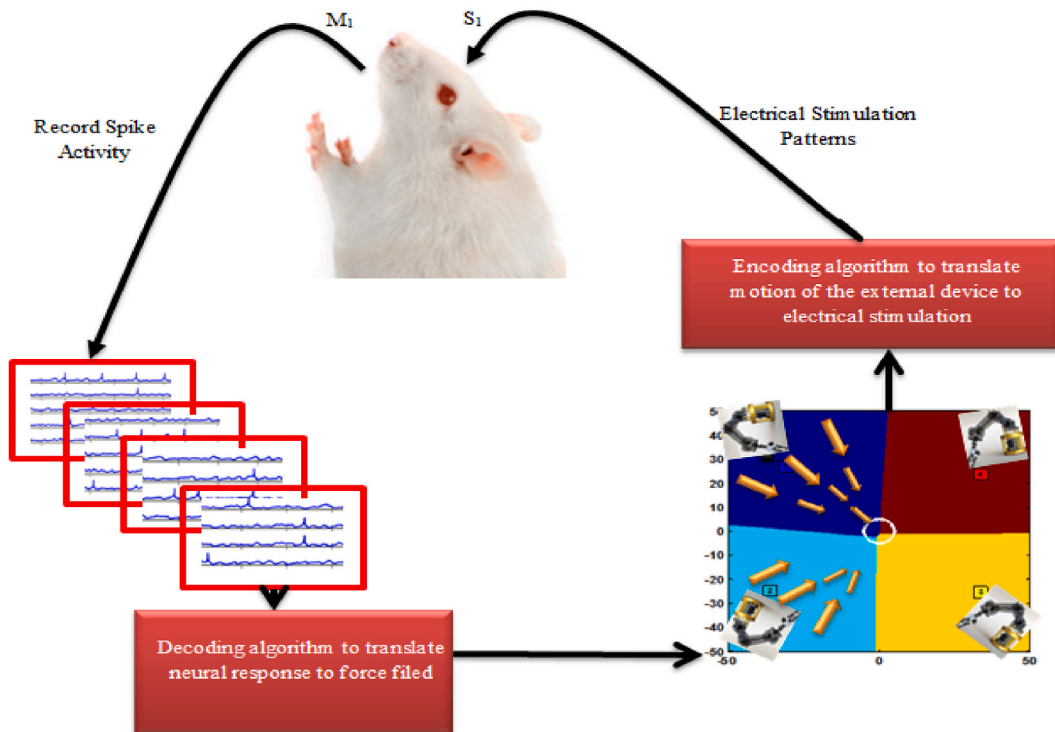 M1
S1
Record Spike
Activity
Electrical Stimulation
Patterns
Encoding algorithm to translate
motion of the external device to
electrical stimulation
Decoding algorithm to translate
neural response to force filed
40
30
20
10
0
-10
-20
-30
-40
-50
-50
0
50
2
3